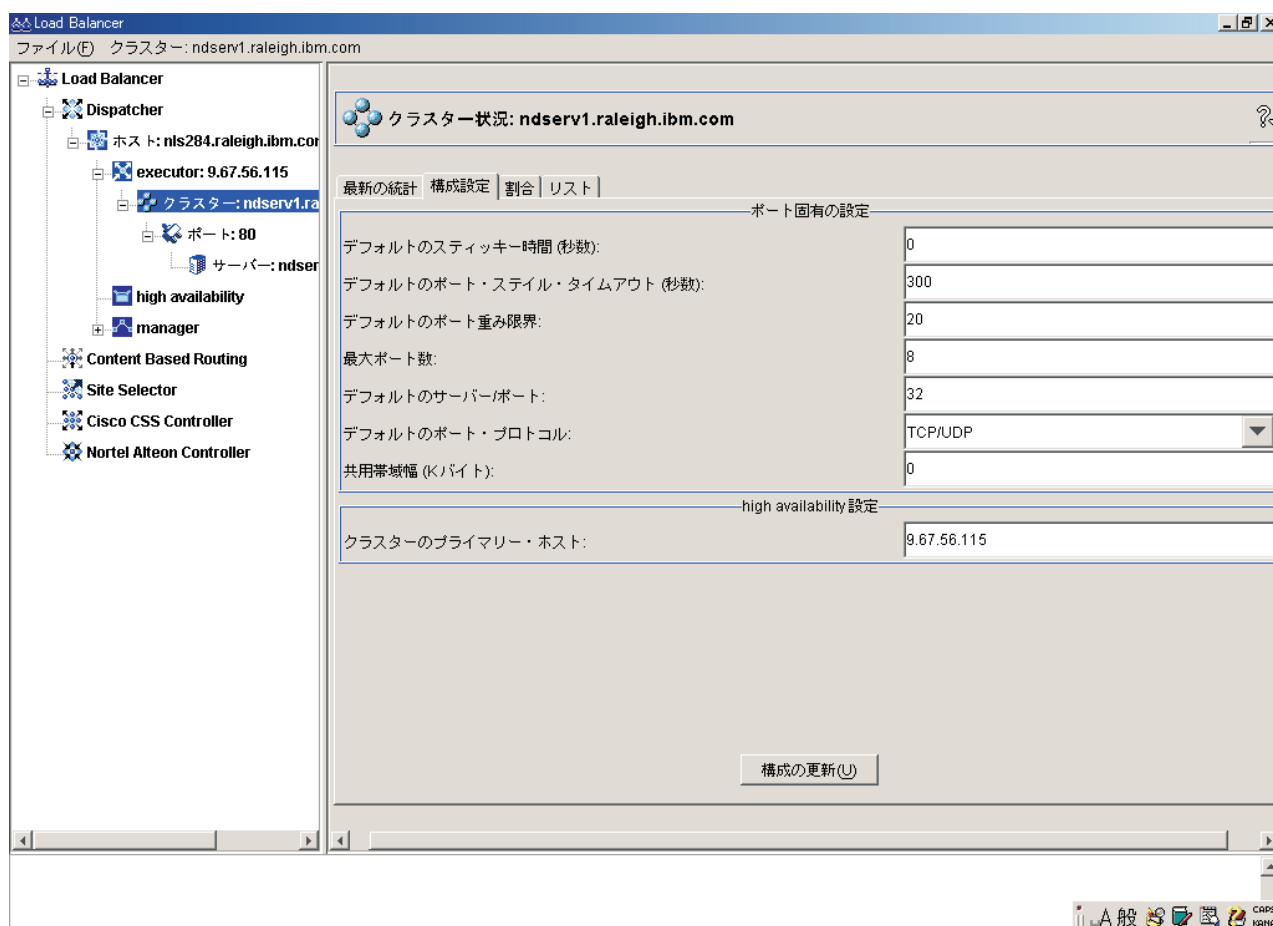 Load Balancer
ファイル(F) クラスター: ndserv1.raleigh.ibm.com
Load Balancer
Dispatcher
ホスト: nls284.raleigh.ibm.cor
executor: 9.67.56.115
クラスター: ndserv1.ra
ポート: 80
サーバー: ndser
high availability
manager
Content Based Routing
Site Selector
Cisco CSS Controller
Nortel Alteon Controller
クラスター状況: ndserv1.raleigh.ibm.com
最新の統計 構成設定 割合 リスト
ポート固有の設定
デフォルトのスティッキー時間 (秒数): 0
デフォルトのポート・ステイル・タイムアウト (秒数): 300
デフォルトのポート重み限界: 20
最大ポート数: 8
デフォルトのサーバー/ポート: 32
デフォルトのポート・プロトコル: TCP/UDP
共用帯域幅 (Kバイト): 0
high availability 設定
クラスターのプライマリー・ホスト: 9.67.56.115
構成の更新(U)
A 般 CAPS
KANA